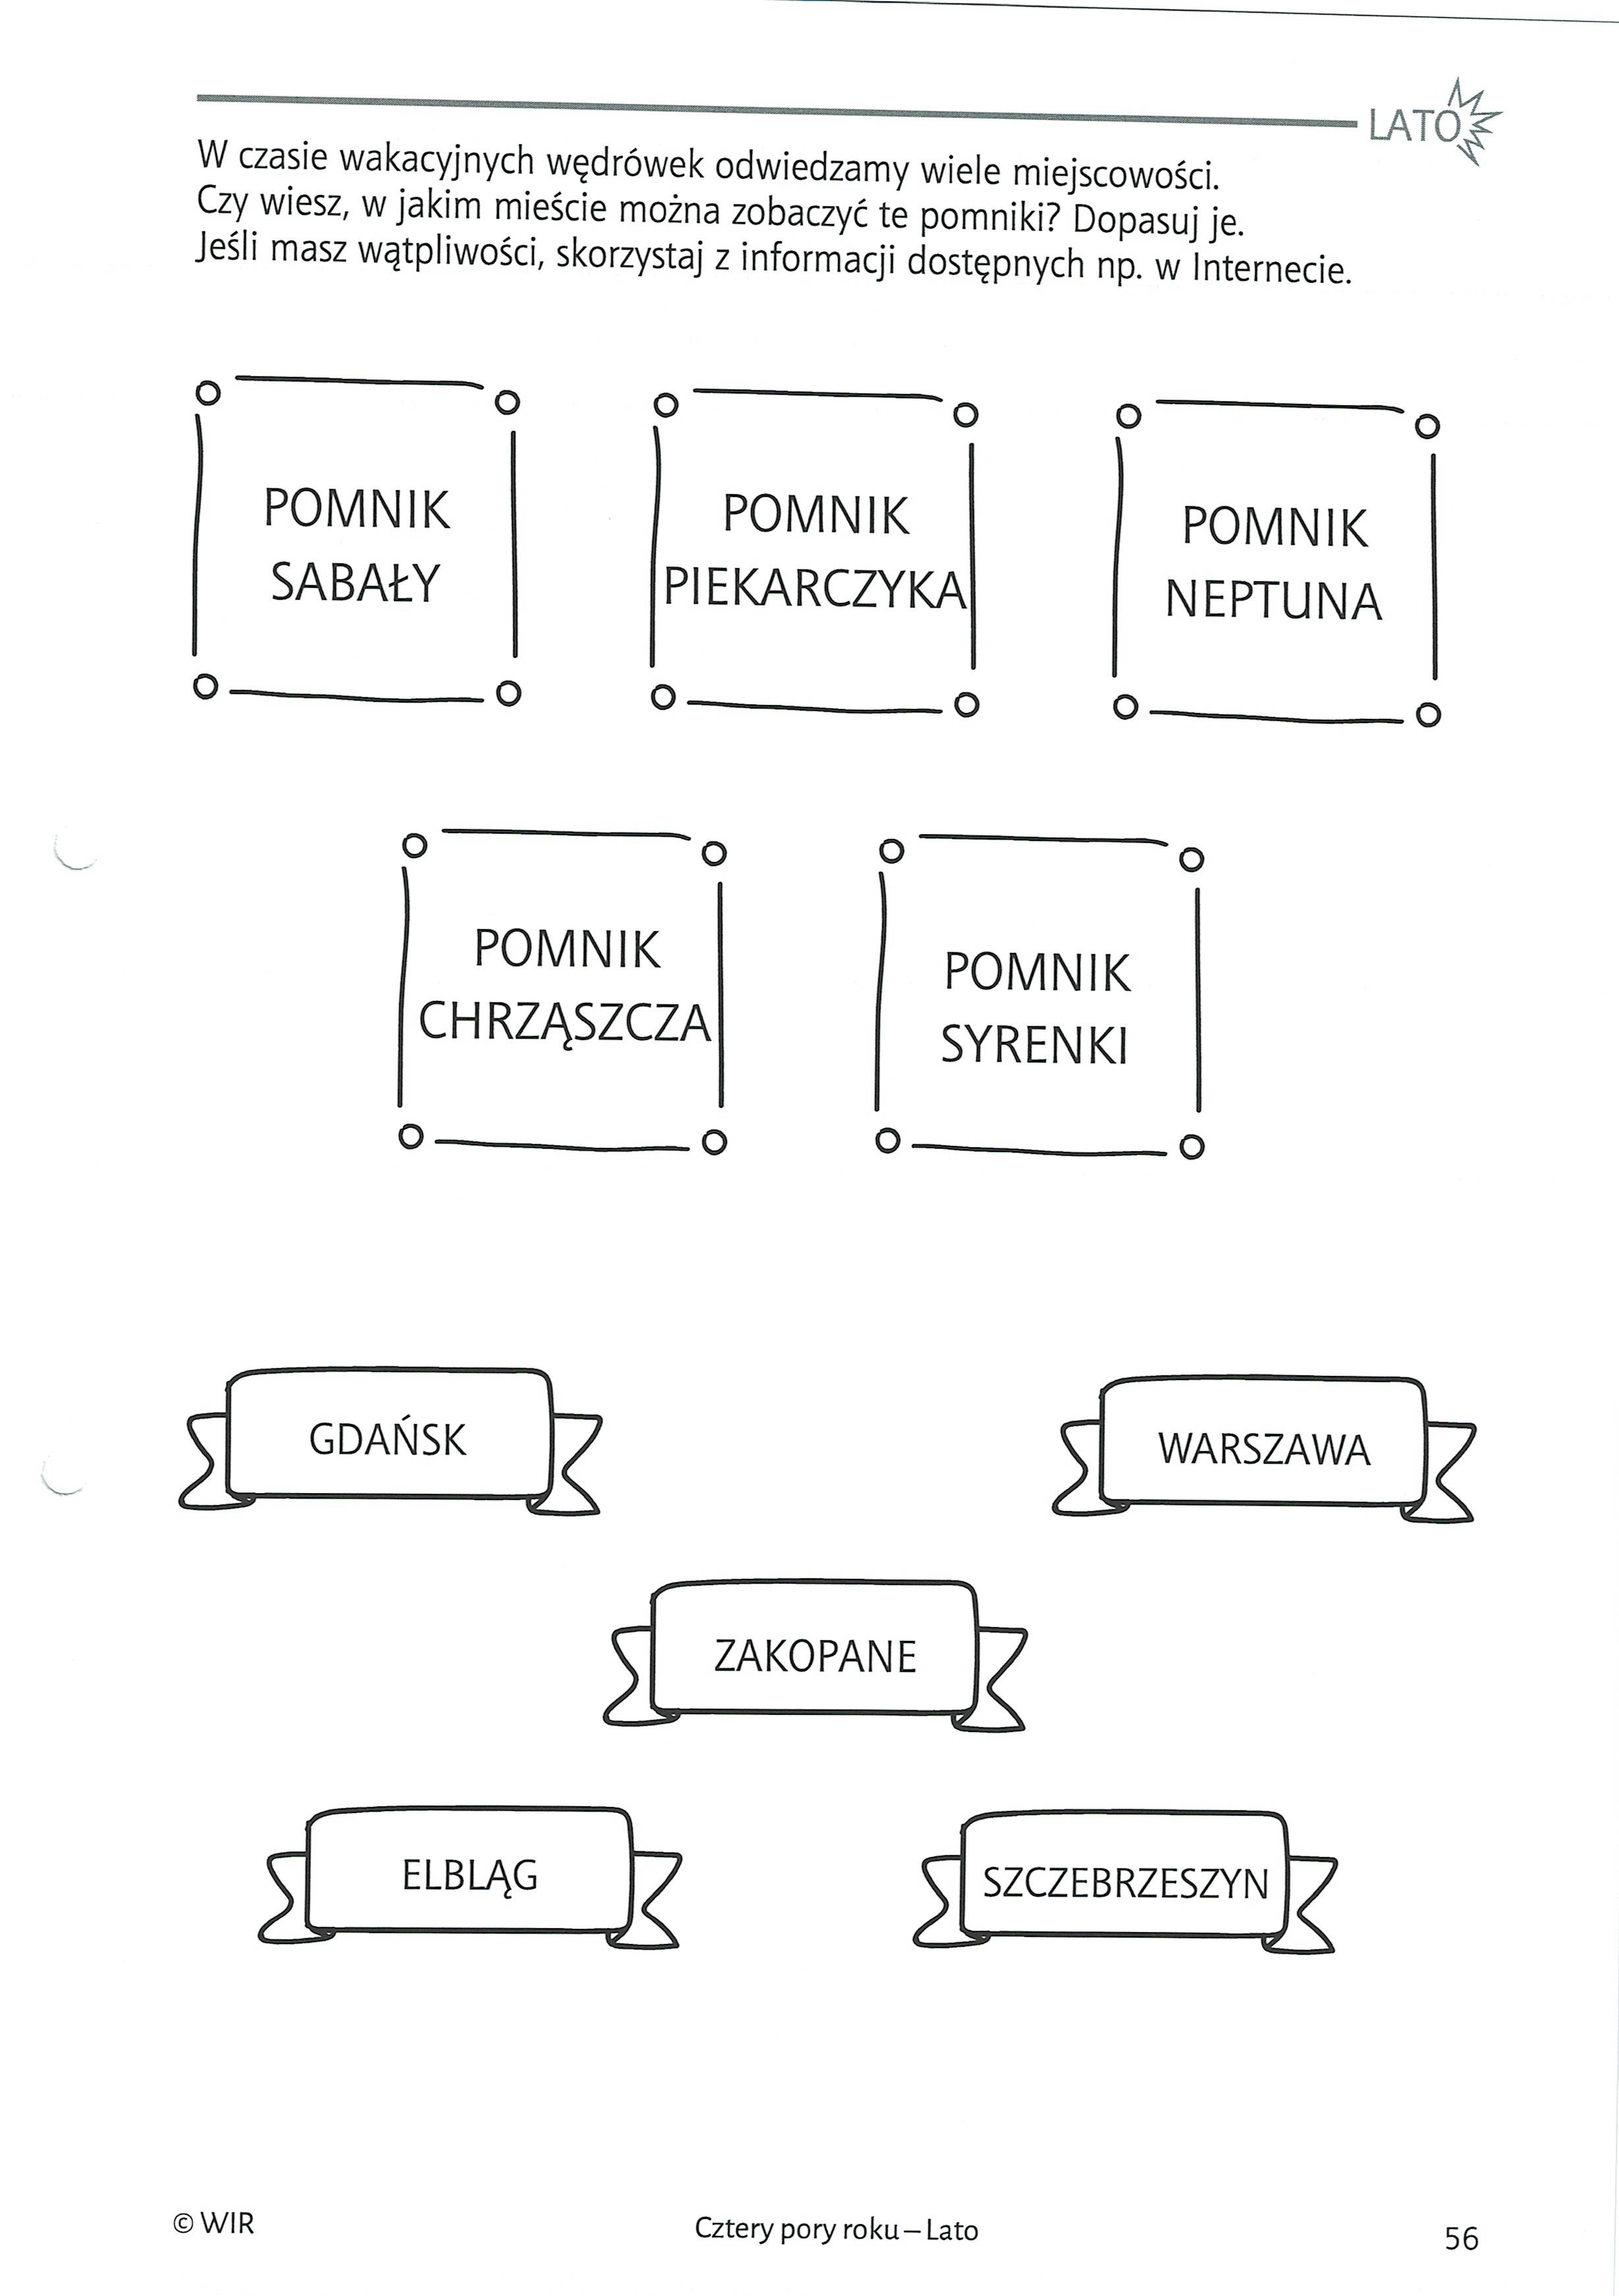 LATO
W czasie wakacyjnych wędrówek odwiedzamy wiele miejscowości.
Czy wiesz, w jakim mieście można zobaczyć te pomniki? Dopasuj je.
Jeśli masz wątpliwości, skorzystaj z informacji dostępnych np. w Internecie.
POMNIK
SABAŁY
POMNIK
PIEKARCZYKA
POMNIK
NEPTUNA
POMNIK
CHRZĄSZCZA
POMNIK
SYRENKI
GDAŃSK
WARSZAWA
ZAKOPANE
ELBLĄG
SZCZEBRZESZYN
© WIR
Cztery pory roku – Lato
56